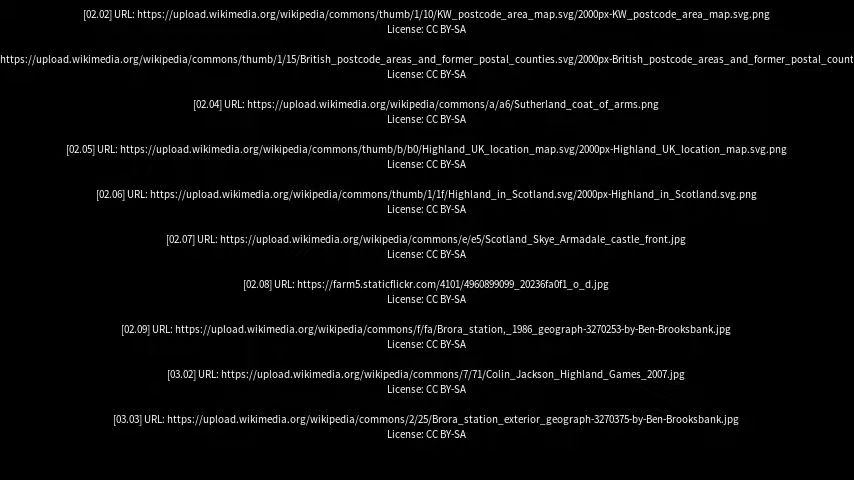 [02.02] URL: https://upload.wikimedia.org/wikipedia/commons/thumb/1/10/KW_postcode_area_map.svg/2000px-KW_postcode_area_map.svg.png
License: CC BY-SA
https://upload.wikimedia.org/wikipedia/commons/thumb/1/15/British_postcode_areas_and_former_postal_counties.svg/2000px-British_postcode_areas_and_former_postal_count
License: CC BY-SA
[02.04] URL: https://upload.wikimedia.org/wikipedia/commons/a/a6/Sutherland_coat_of_arms.png
License: CC BY-SA
[02.05] URL: https://upload.wikimedia.org/wikipedia/commons/thumb/b/b0/Highland_UK_location_map.svg/2000px-Highland_UK_location_map.svg.png
License: CC BY-SA
[02.06] URL: https://upload.wikimedia.org/wikipedia/commons/thumb/1/1f/Highland_in_Scotland.svg/2000px-Highland_in_Scotland.svg.png
License: CC BY-SA
[02.07] URL: https://upload.wikimedia.org/wikipedia/commons/e/e5/Scotland_Skye_Armadale_castle_front.jpg
License: CC BY-SA
[02.08] URL: https://farm5.staticflickr.com/4101/4960899099_20236fa0f1_o_d.jpg
License: CC BY-SA
[02.09] URL: https://upload.wikimedia.org/wikipedia/commons/f/fa/Brora_station,_1986_geograph-3270253-by-Ben-Brooksbank.jpg
License: CC BY-SA
[03.02] URL: https://upload.wikimedia.org/wikipedia/commons/7/71/Colin_Jackson_Highland_Games_2007.jpg
License: CC BY-SA
[03.03] URL: https://upload.wikimedia.org/wikipedia/commons/2/25/Brora_station_exterior_geograph-3270375-by-Ben-Brooksbank.jpg
License: CC BY-SA